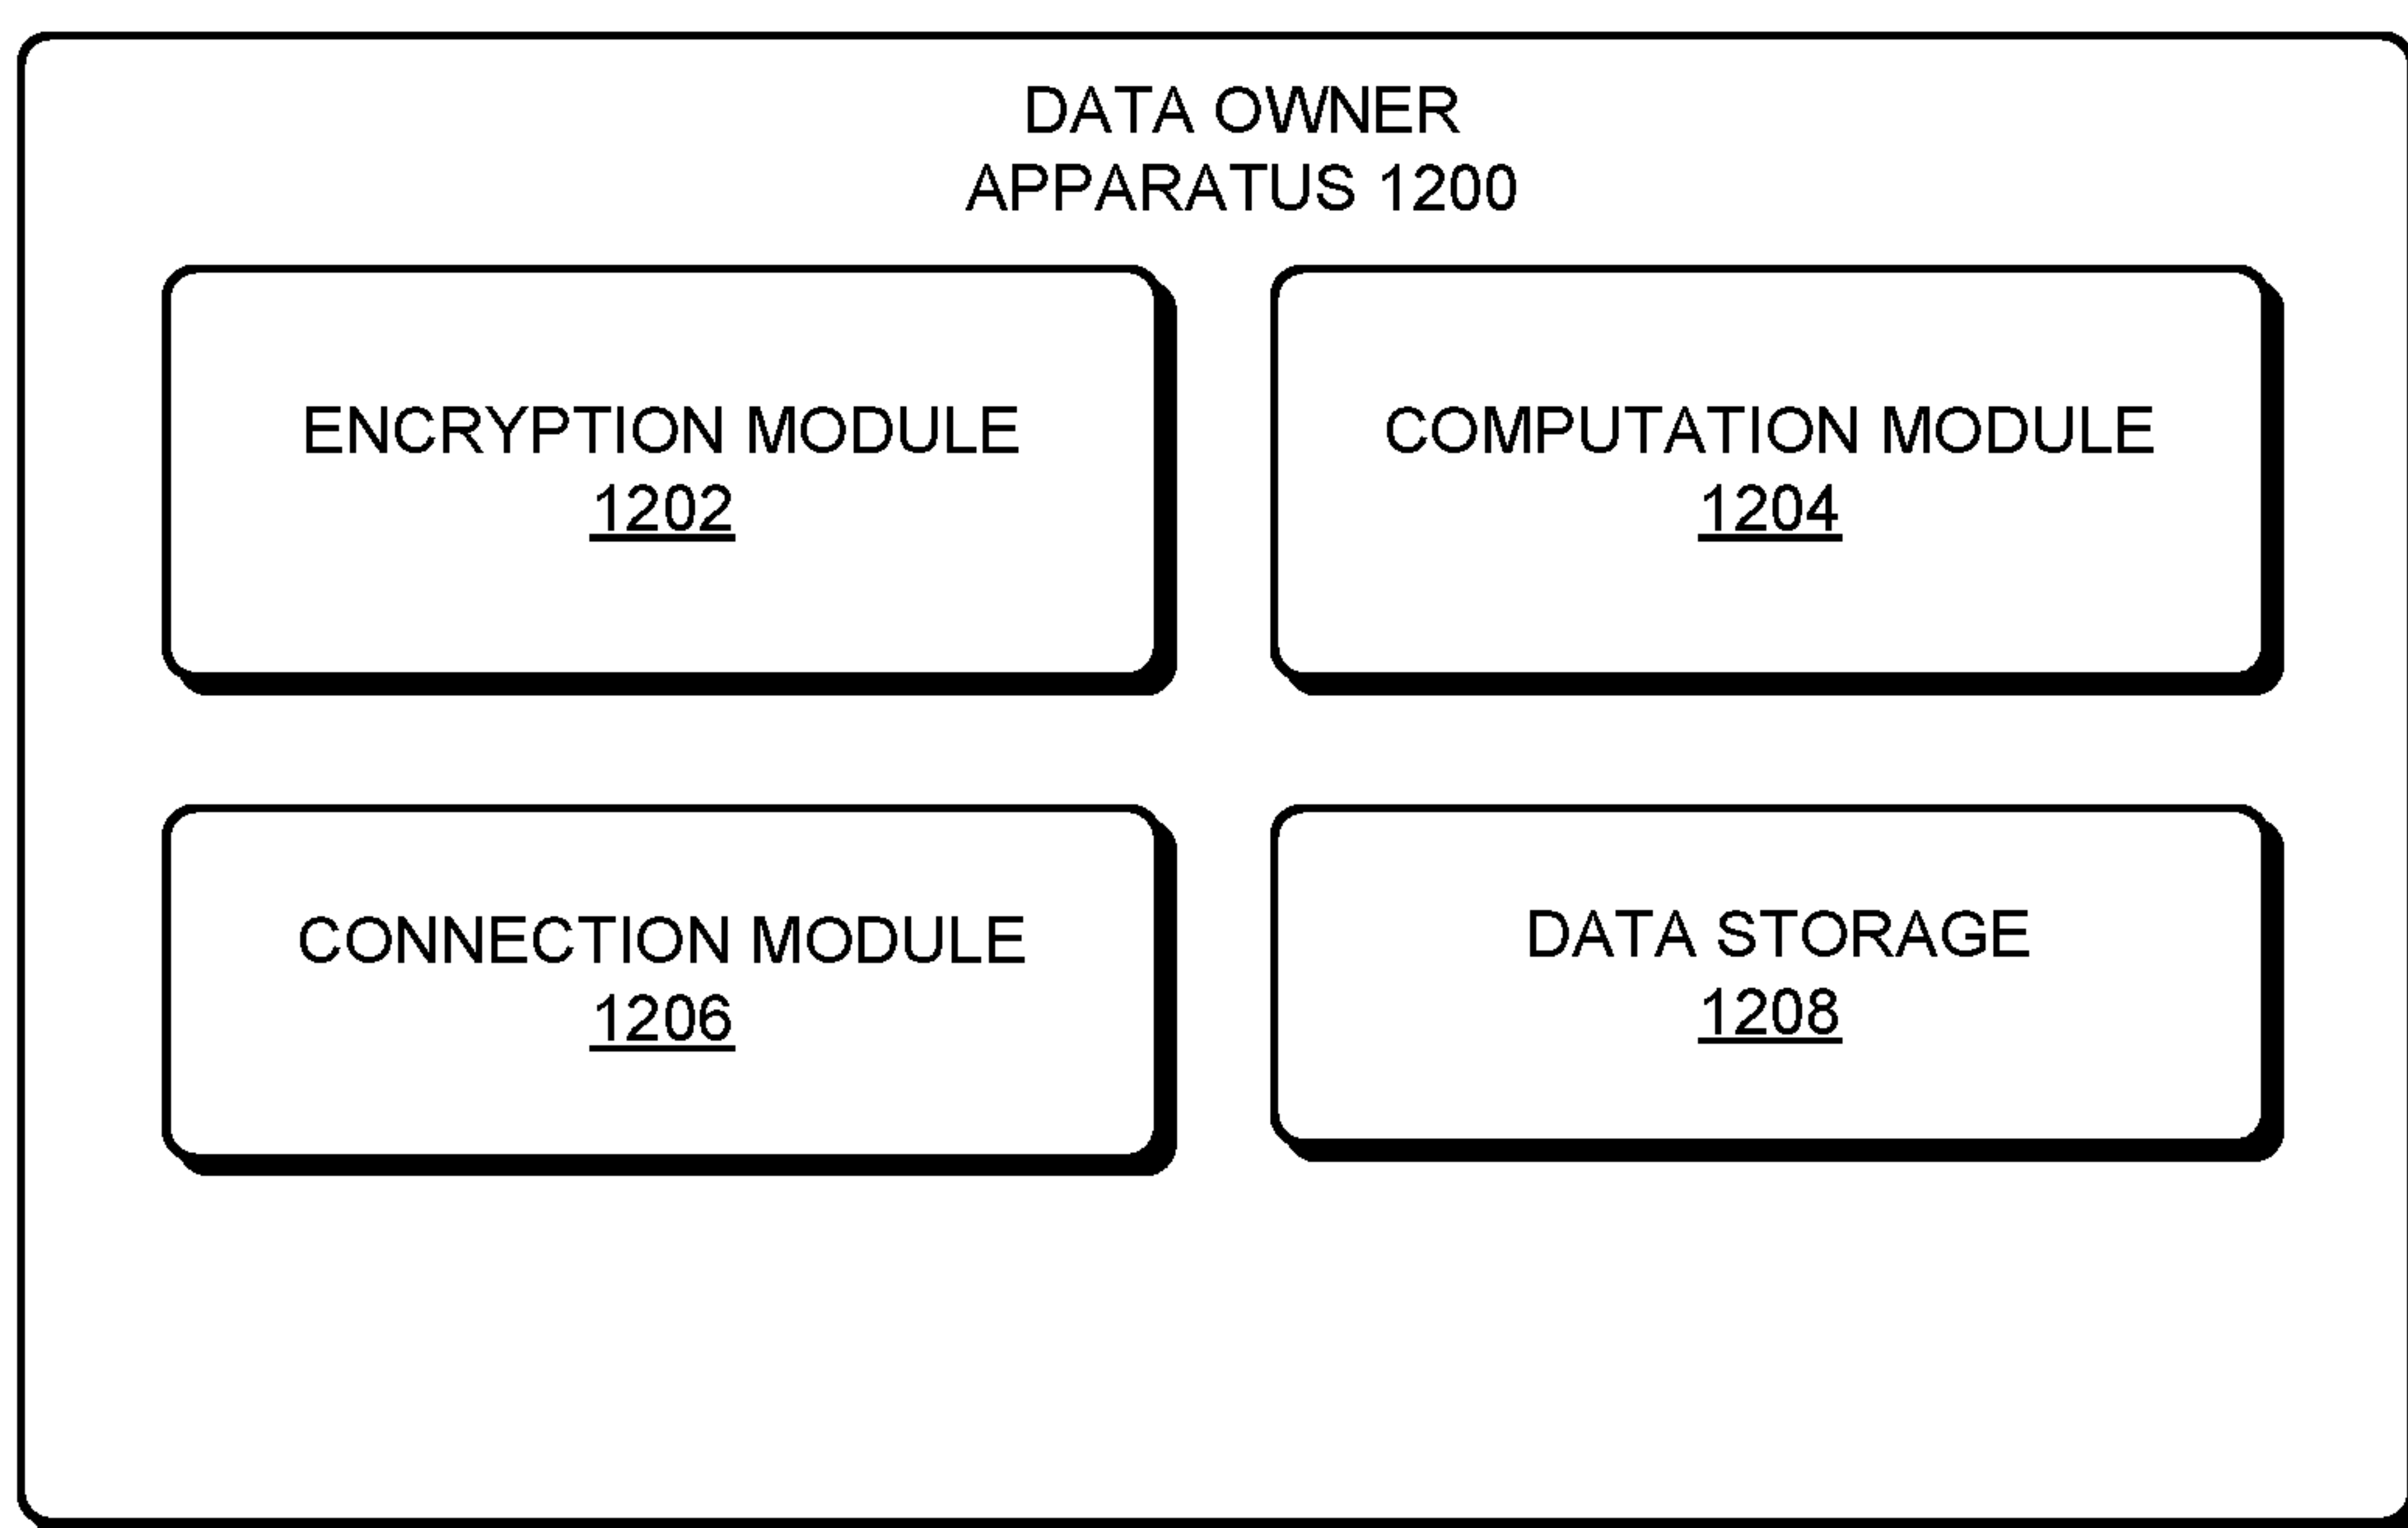 DATA OWNER
APPARATUS 1200
ENCRYPTION MODULE
1202
COMPUTATION MODULE
1204
CONNECTION MODULE
1206
DATA STORAGE
1208